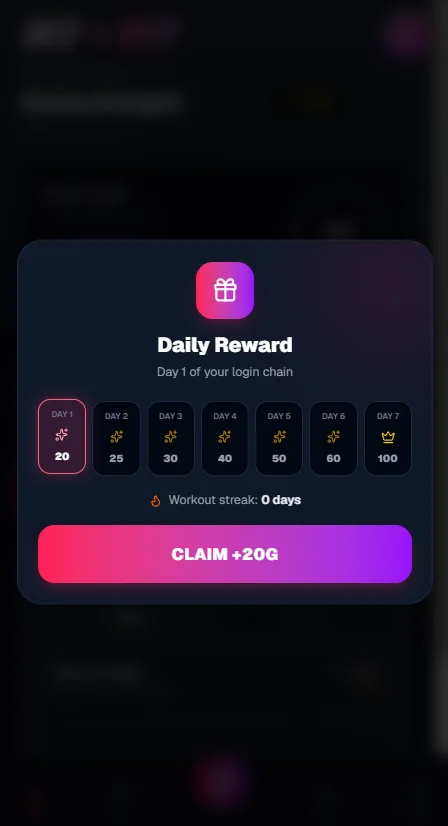 Daily Reward
Day 1 of your login chain
DAY 1
20
DAY 2
25
DAY 3
30
DAY 4
40
DAY 5
50
DAY 6
60
DAY 7
100
Workout streak: 0 days
CLAIM +20G